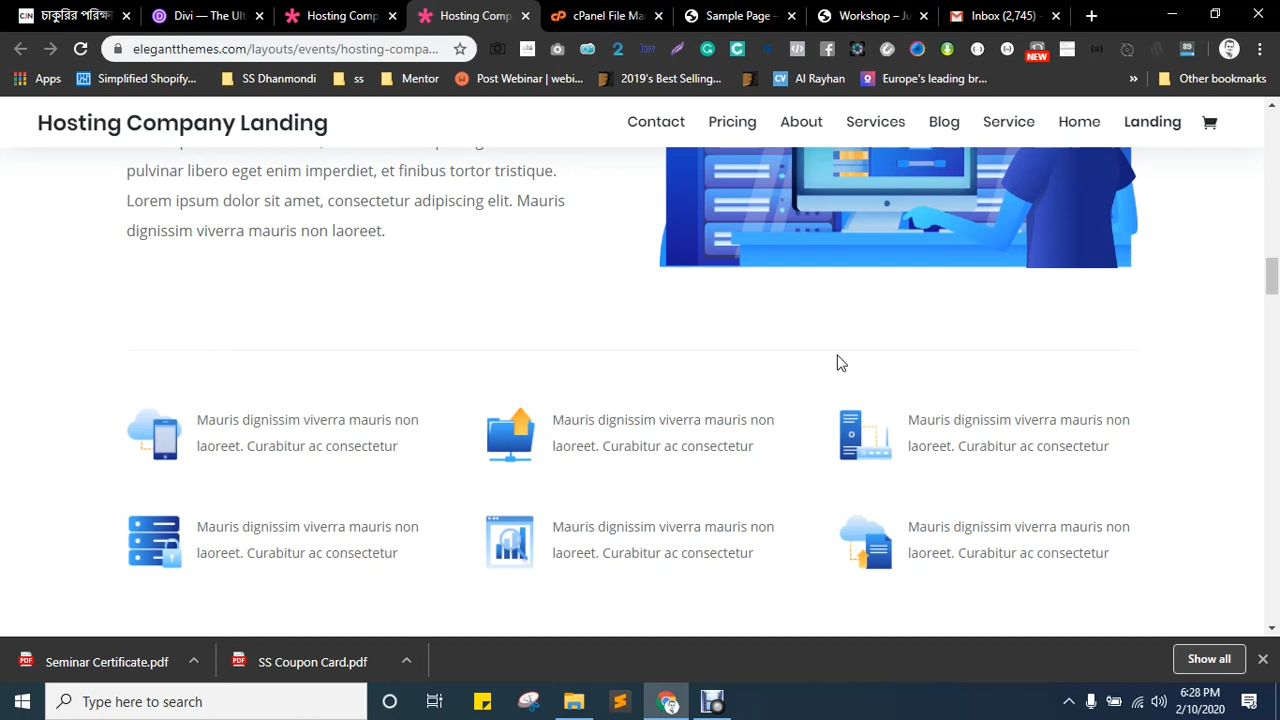 চাকুরির পরিক্ষা
Divi — The Ult
Hosting Compa
Hosting Comp
cPanel File Ma
Sample Page –
Workshop – Ju
Inbox (2,745) -
elegantthemes.com/layouts/events/hosting-compa...
NEW
89
Apps
Simplified Shopify...
SS Dhanmondi
ss
Mentor
Post Webinar | webi...
2019's Best Selling...
CV Al Rayhan
Europe's leading br...
»
Other bookmarks
Hosting Company Landing
Contact
Pricing
About
Services
Blog
Service
Home
Landing
pulvinar libero eget enim imperdiet, et finibus tortor tristique.
Lorem ipsum dolor sit amet, consectetur adipiscing elit. Mauris
dignissim viverra mauris non laoreet.
Mauris dignissim viverra mauris non
laoreet. Curabitur ac consectetur
Mauris dignissim viverra mauris non
laoreet. Curabitur ac consectetur
Mauris dignissim viverra mauris non
laoreet. Curabitur ac consectetur
Mauris dignissim viverra mauris non
laoreet. Curabitur ac consectetur
Mauris dignissim viverra mauris non
laoreet. Curabitur ac consectetur
Mauris dignissim viverra mauris non
laoreet. Curabitur ac consectetur
Seminar Certificate.pdf
SS Coupon Card.pdf
Show all
Type here to search
6:28 PM
2/10/2020